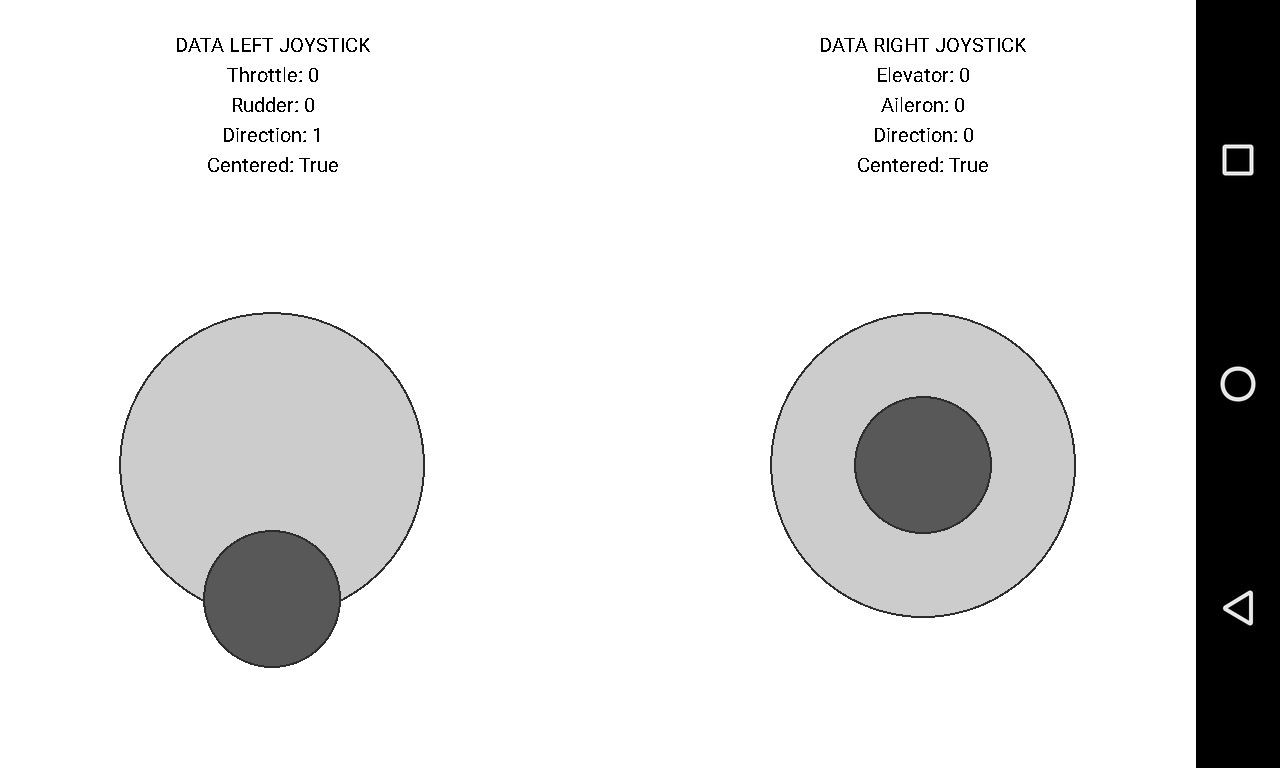 DATA LEFT JOYSTICK
Throttle: 0
Rudder: 0
Direction: 1
Centered: True
DATA RIGHT JOYSTICK
Elevator: 0
Aileron: 0
Direction: 0
Centered: True